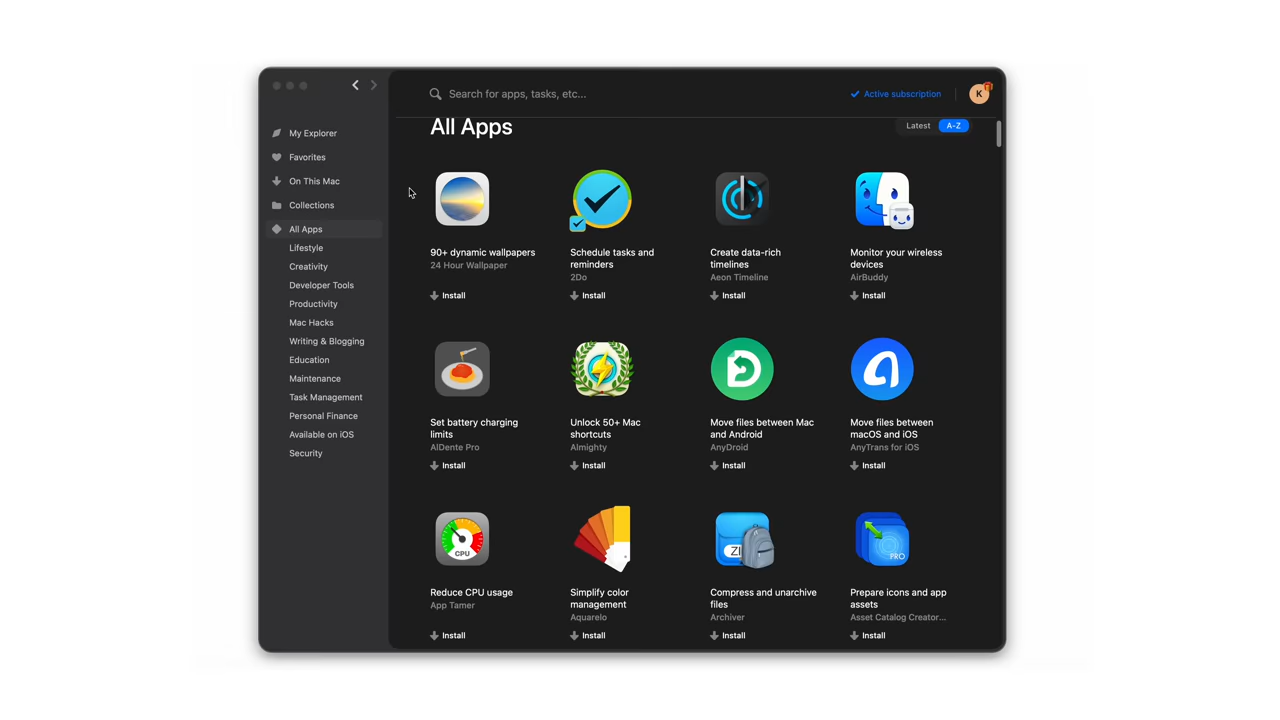 Search for apps, tasks, etc...
Active subscription
K
My Explorer
Favorites
On This Mac
Collections
All Apps
Lifestyle
Creativity
Developer Tools
Productivity
Mac Hacks
Writing & Blogging
Education
Maintenance
Task Management
Personal Finance
Available on iOS
Security
All Apps
Latest
A-Z
90+ dynamic wallpapers
24 Hour Wallpaper
Install
Schedule tasks and
reminders
2Do
Install
Create data-rich
timelines
Aeon Timeline
Install
Monitor your wireless
devices
AirBuddy
Install
Set battery charging
limits
AlDente Pro
Install
Unlock 50+ Mac
shortcuts
Almighty
Install
Move files between Mac
and Android
AnyDroid
Install
Move files between
macOS and iOS
AnyTrans for iOS
Install
CPU
Reduce CPU usage
App Tamer
Install
Simplify color
management
Aquarelo
Install
ZI
Compress and unarchive
files
Archiver
Install
PRO
Prepare icons and app
assets
Asset Catalog Creator...
Install